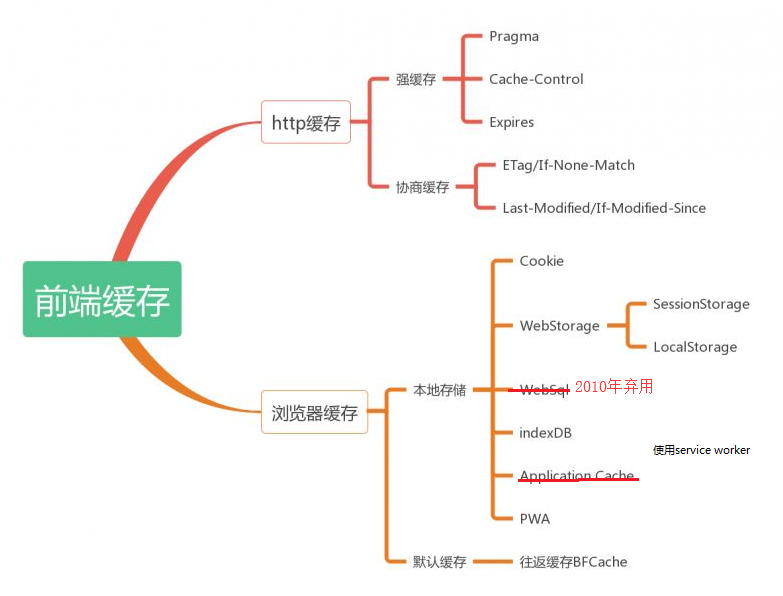 前端缓存
http缓存
强缓存
Pragma
Cache-Control
Expires
协商缓存
ETag/If-None-Match
Last-Modified/If-Modified-Since
浏览器缓存
本地存储
Cookie
WebStorage
SessionStorage
LocalStorage
WebSql 2010年弃用
indexDB
使用service worker
Application Cache
PWA
默认缓存
往返缓存BFCache